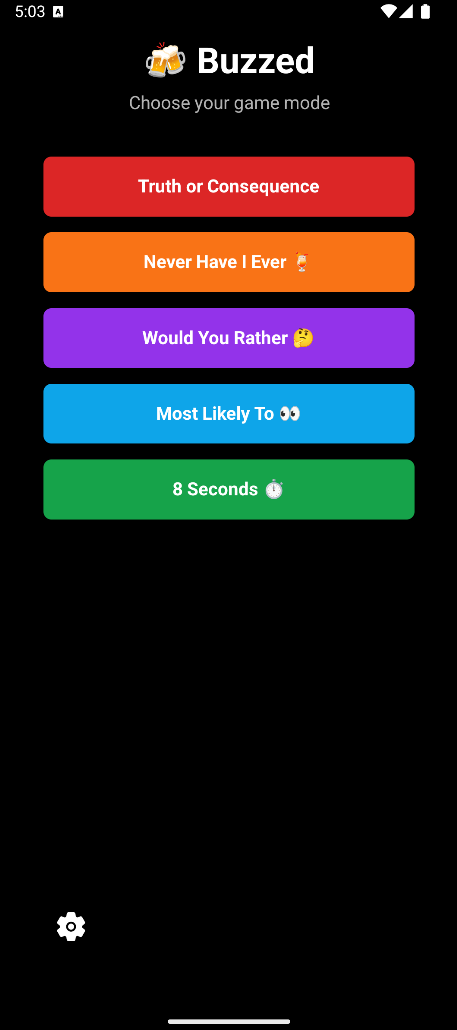 5:03 A
🍻 Buzzed
Choose your game mode
Truth or Consequence
Never Have I Ever 🍹
Would You Rather 🤔
Most Likely To 👀
8 Seconds ⏱️